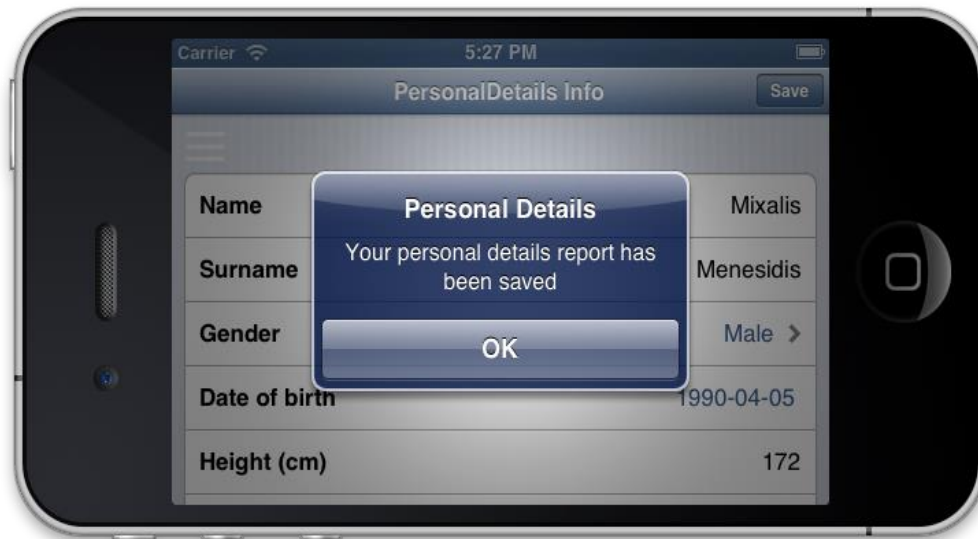 Carrier 5:27 PM
PersonalDetails Info Save
Name Mixalis
Personal Details
Your personal details report has
been saved
Surname Menesidis
OK
Gender Male
Date of birth 1990-04-05
Height (cm) 172